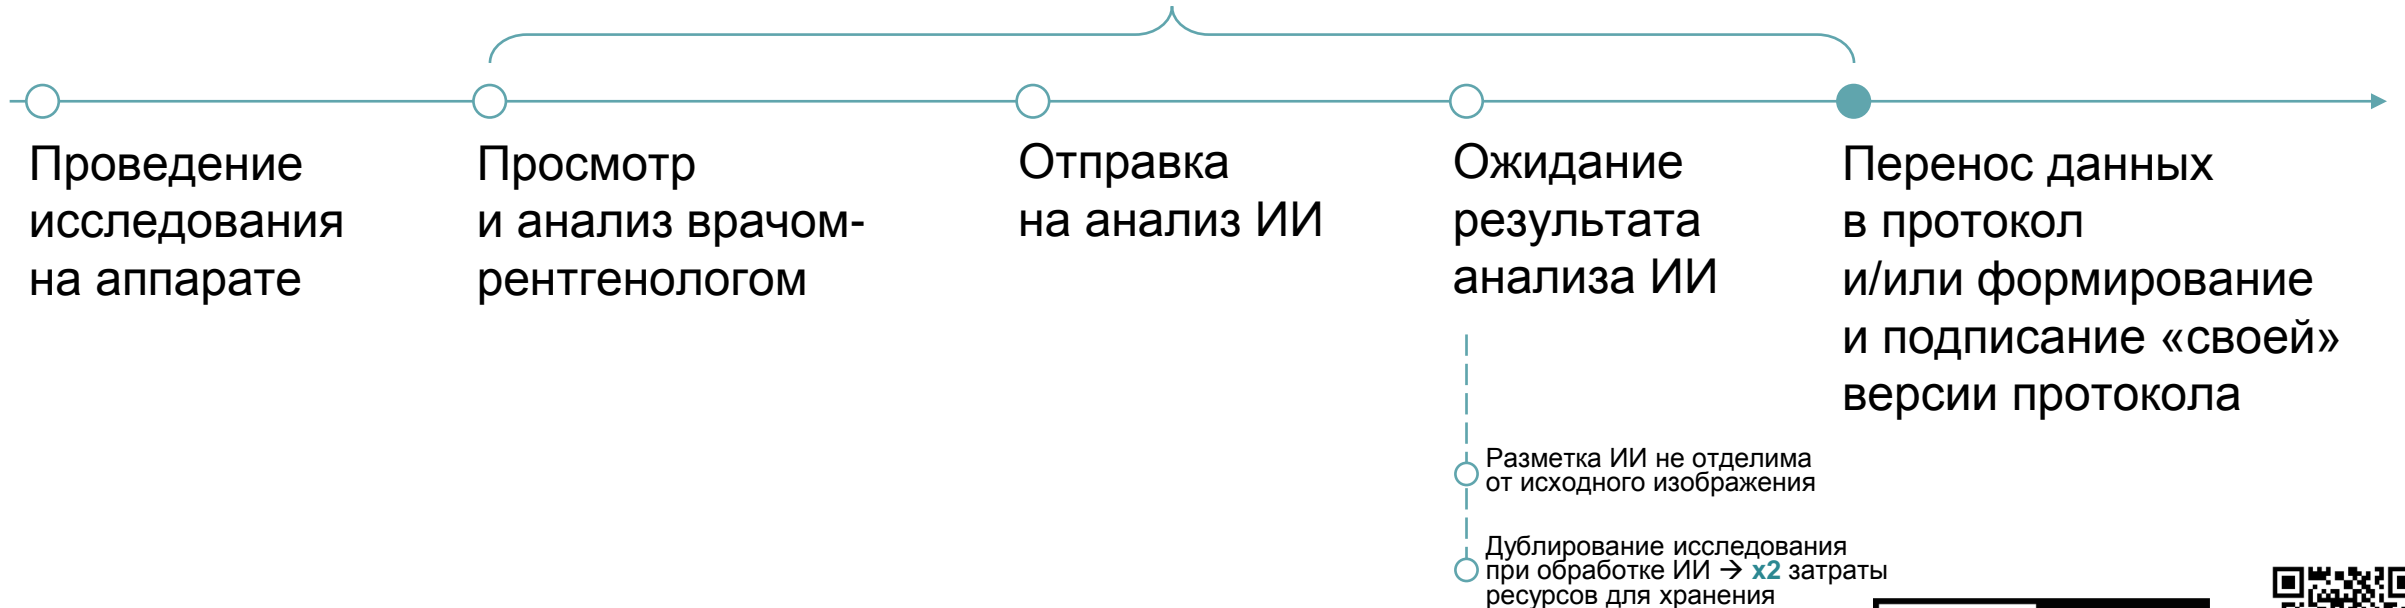 Проведение
исследования
на аппарате
Просмотр
и анализ врачом-
рентгенологом
Отправка
на анализ ИИ
Ожидание
результата
анализа ИИ
Перенос данных
в протокол
и/или формирование
и подписание «своей»
версии протокола
Разметка ИИ не отделима
от исходного изображения
Дублирование исследования
при обработке ИИ → x2 затраты
ресурсов для хранения